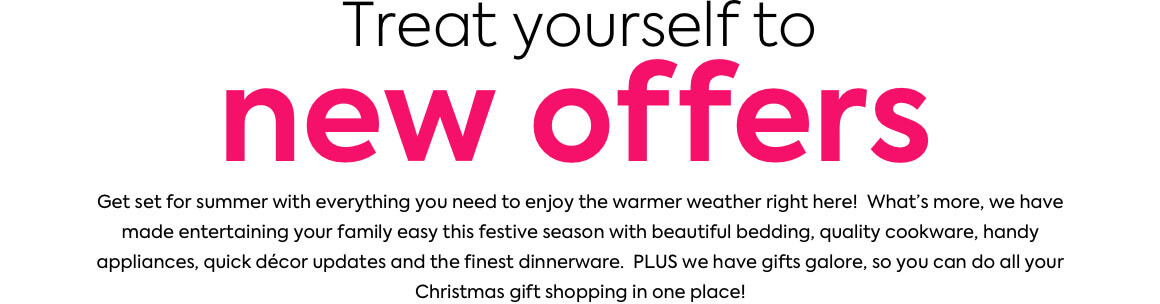 Treat yourself to
new offers
Get set for summer with everything you need to enjoy the warmer weather right here!  What’s more, we have
made entertaining your family easy this festive season with beautiful bedding, quality cookware, handy
appliances, quick décor updates and the finest dinnerware.  PLUS we have gifts galore, so you can do all your
Christmas gift shopping in one place!